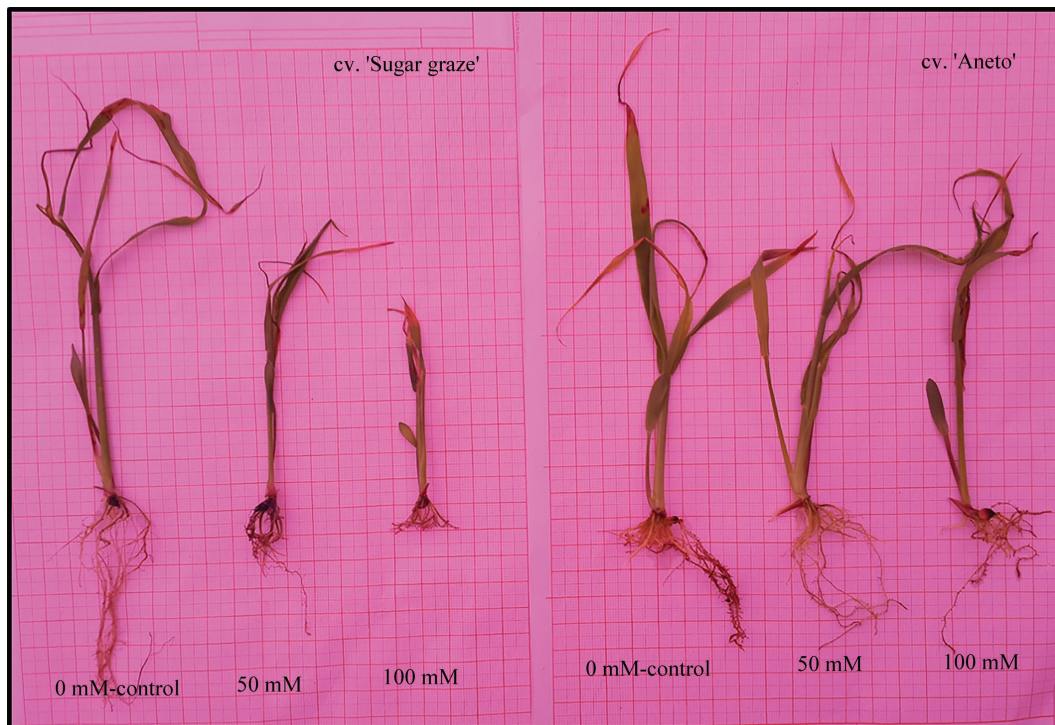 cv. 'Sugar graze'
cv. 'Aneto'
0 mM-control
50 mM
100 mM
0 mM-control
50 mM
100 mM